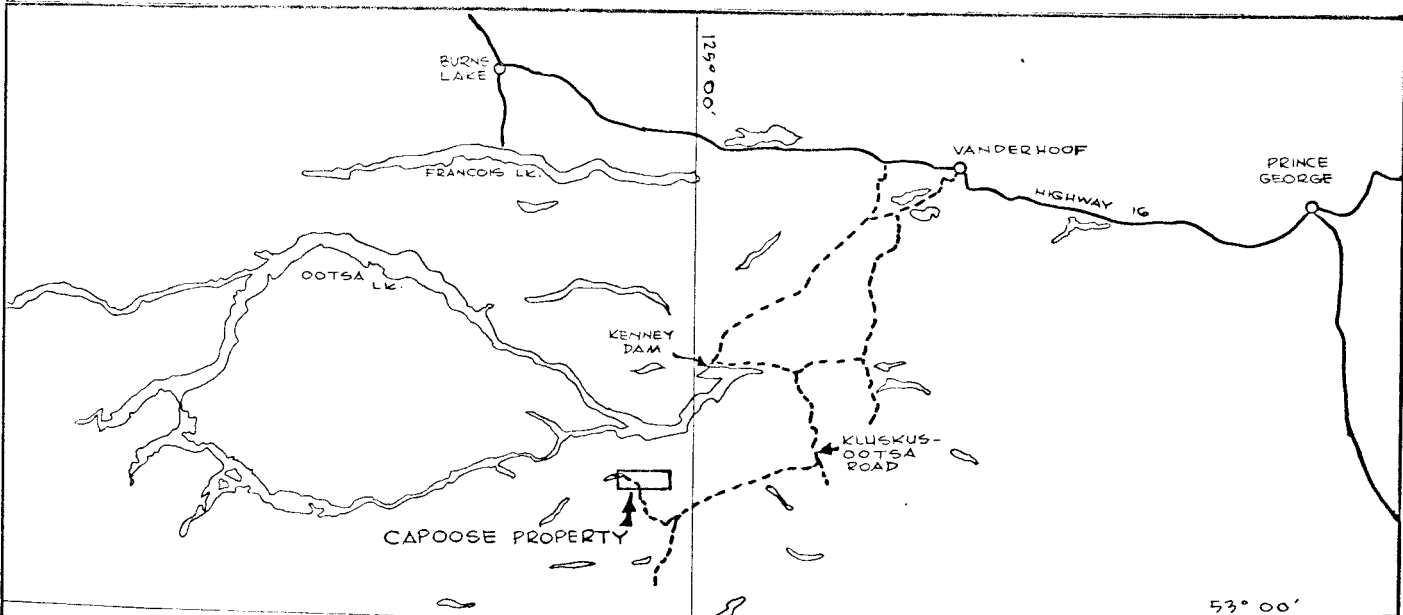 BURNS
LAKE
125° 00'
VANDERHOOF
PRINCE
GEORGE
FRANCOIS LK.
HIGHWAY 16
OOTSA
LK.
KENNEY
DAM
KLUSKUS-
OOTSA
ROAD
CAPOOSE PROPERTY
53° 00'